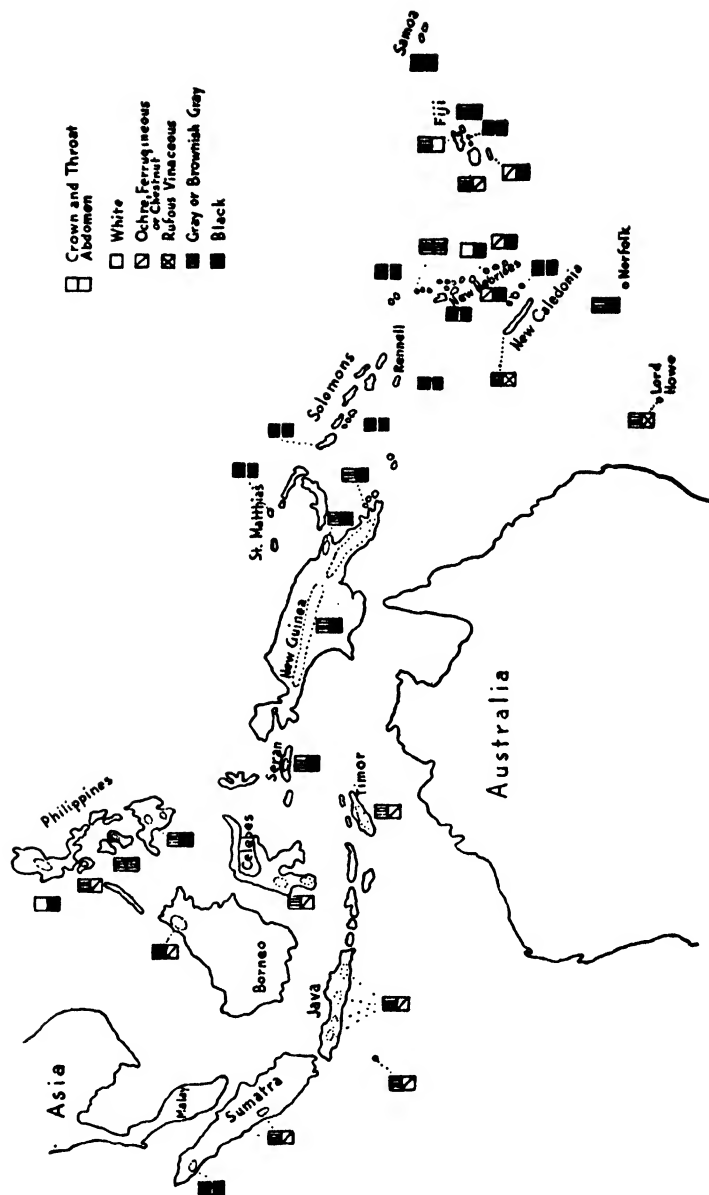 Crown and Throat
Abdomen
White
Ochre, Ferrugineous
or Chestnut
Rufous Vinaceous
Gray or Brownish Gray
Black
Asia
Malay
Sumatra
Java
Borneo
Celebes
Philippines
Seran
Timor
New Guinea
St. Matthias
Solomons
Rennell
Australia
New Hebrides
New Caledonia
Fiji
Samoa
Norfolk
Lord
Howe